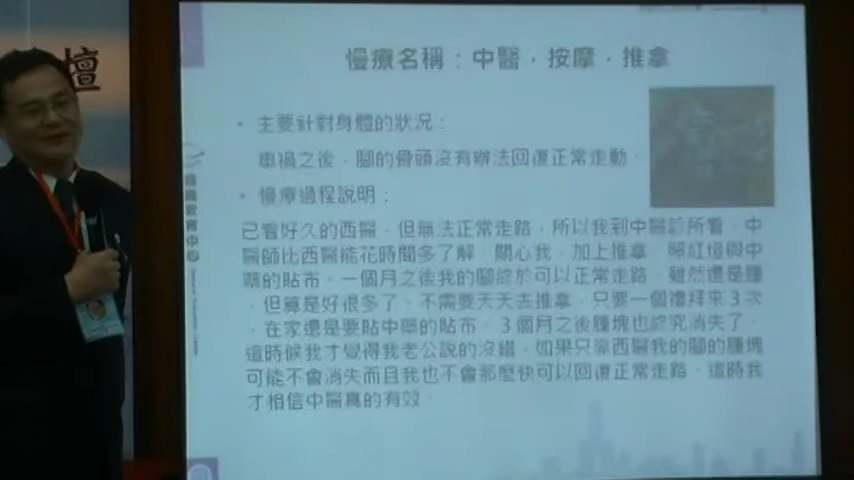 壇
慢療名稱：中醫，按摩，推拿
• 主要針對身體的狀況：
車禍之後，腳的骨頭沒有辦法回復正常走動。
• 慢療過程說明：
已看好久的西醫，但無法正常走路，所以我到中醫診所看。中
醫師比西醫能花時間多了解，關心我，加上推拿，照紅燈與中
藥的貼布，一個月之後我的腳終於可以正常走路，雖然還是腫
，但算是好很多了，不需要天天去推拿，只要一個禮拜來3次
，在家還是要貼中藥的貼布，3個月之後腫塊也終究消失了，
這時候我才覺得我老公說的沒錯，如果只靠西醫我的腳的腫塊
可能不會消失而且我也不會那麼快可以回復正常走路，這時我
才相信中醫真的有效。
教育中心